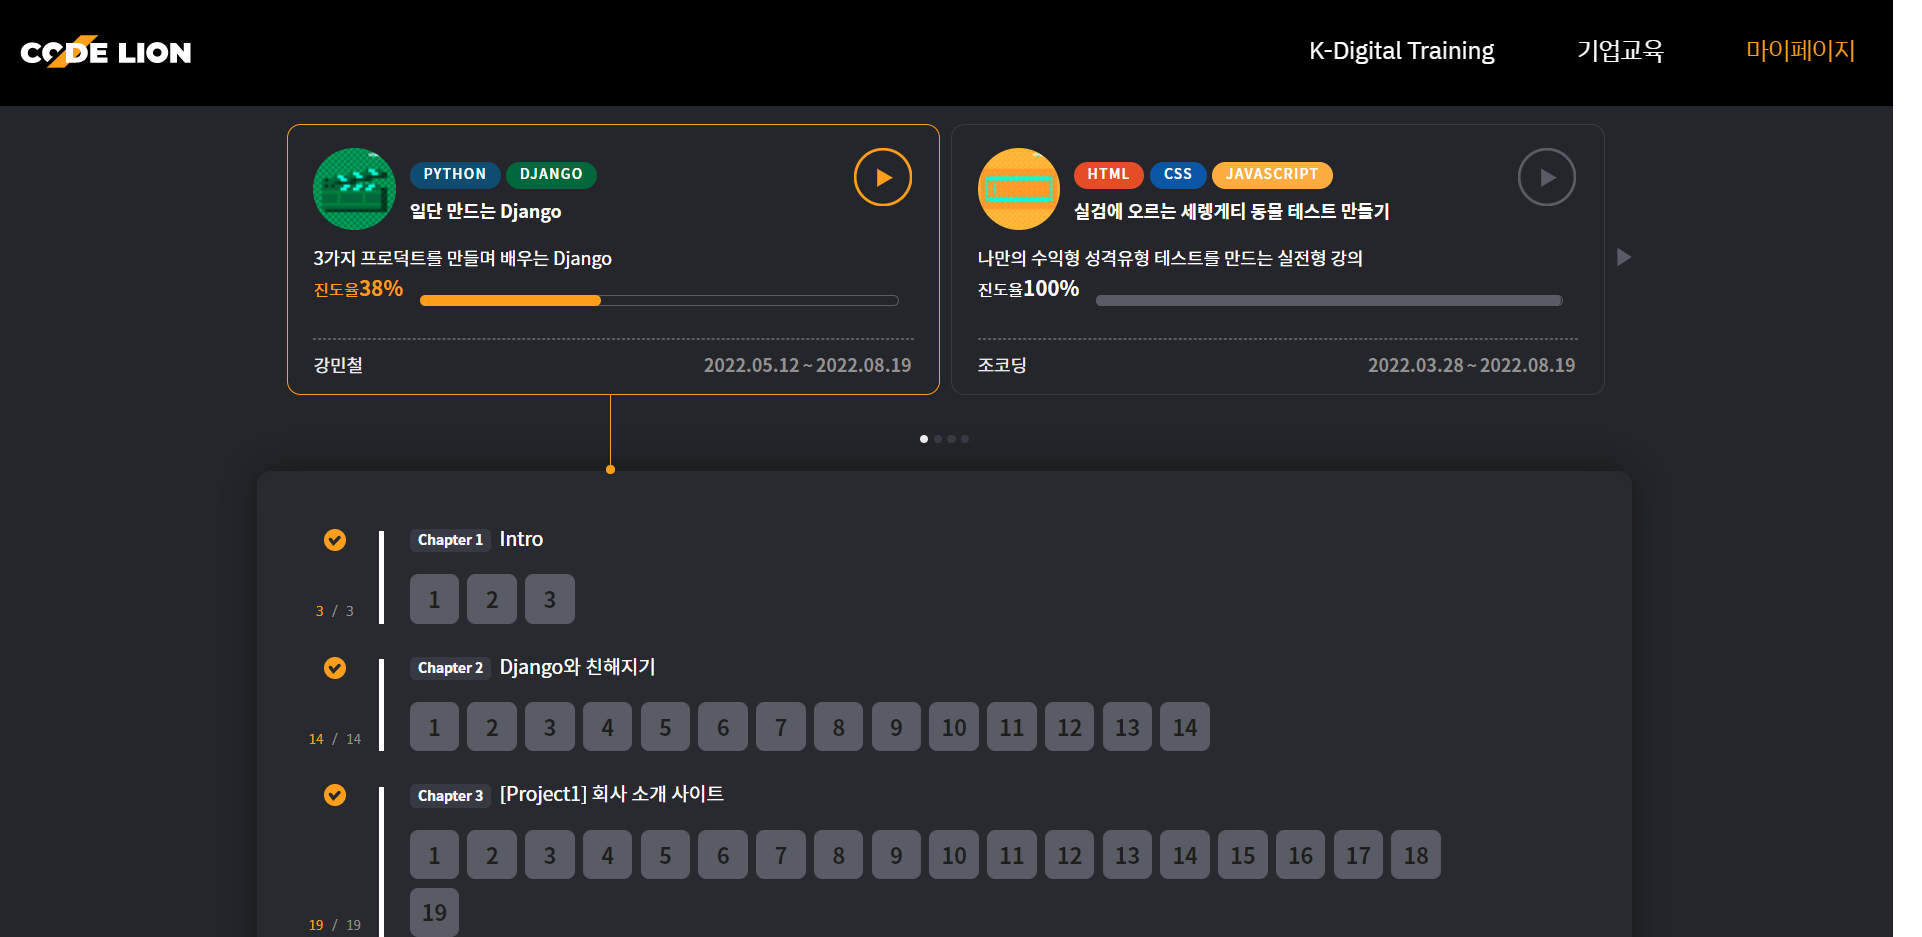 CODE LION
K-Digital Training
기업교육
마이페이지
PYTHON
DJANGO
일단 만드는 Django
3가지 프로덕트를 만들며 배우는 Django
진도율38%
강민철
2022.05.12 ~ 2022.08.19
HTML
CSS
JAVASCRIPT
실검에 오르는 세렝게티 동물 테스트 만들기
나만의 수익형 성격유형 테스트를 만드는 실전형 강의
진도율100%
조코딩
2022.03.28 ~ 2022.08.19
Chapter 1 Intro
1 2 3
3 / 3
Chapter 2 Django와 친해지기
1 2 3 4 5 6 7 8 9 10 11 12 13 14
14 / 14
Chapter 3 [Project1] 회사 소개 사이트
1 2 3 4 5 6 7 8 9 10 11 12 13 14 15 16 17 18
19
19 / 19